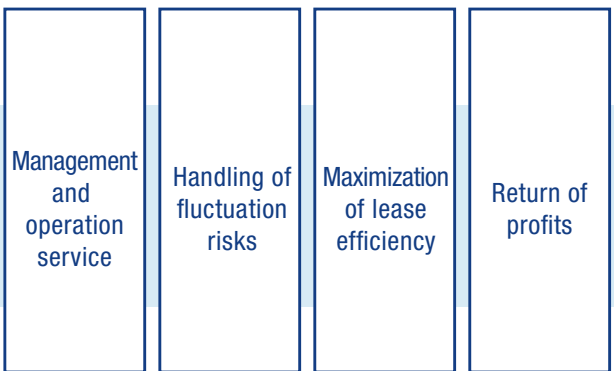 Management
and
operation
service
Handling of
fluctuation
risks
Maximization
of lease
efficiency
Return of
profits